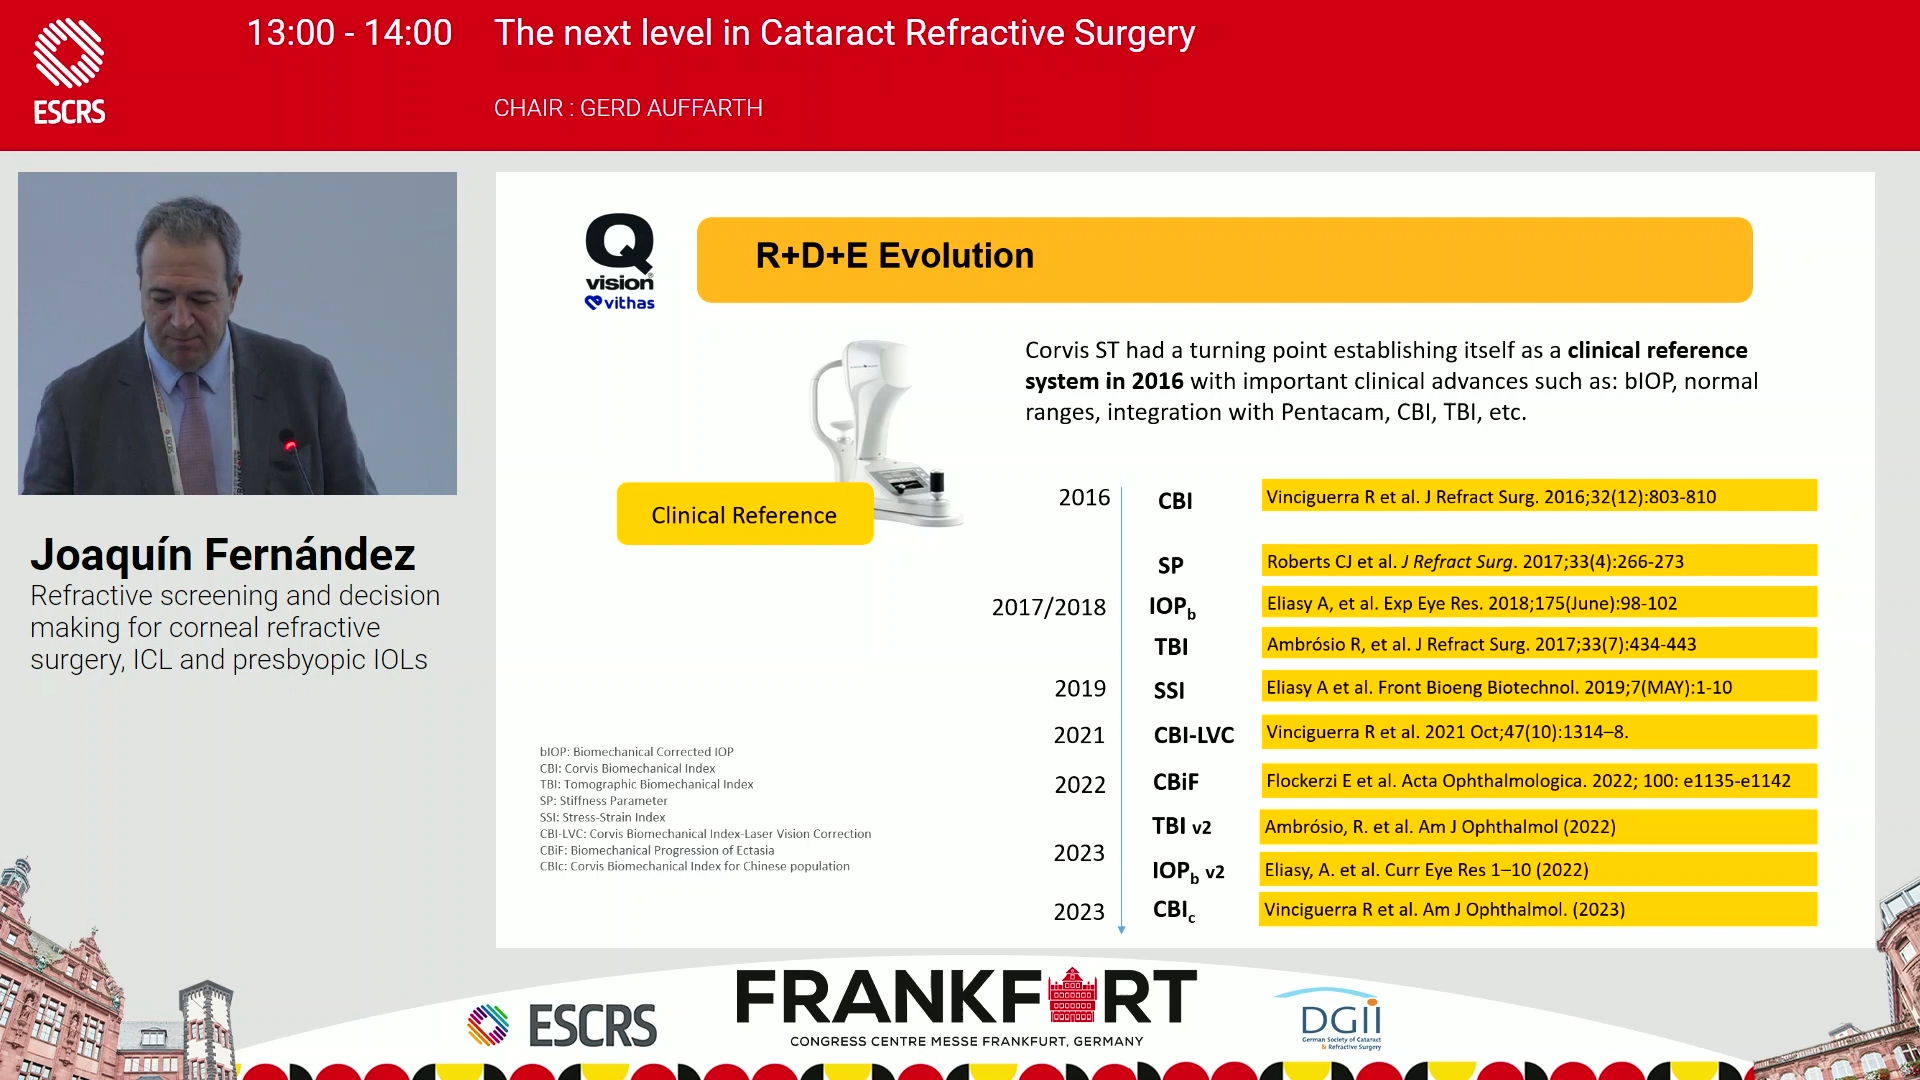 ESCRS
13:00 - 14:00
The next level in Cataract Refractive Surgery
CHAIR : GERD AUFFARTH
Joaquín Fernández
Refractive screening and decision
making for corneal refractive
surgery, ICL and presbyopic IOLs
Q
vision®
vithas
R+D+E Evolution
Corvis ST had a turning point establishing itself as a clinical reference
system in 2016 with important clinical advances such as: bIOP, normal
ranges, integration with Pentacam, CBI, TBI, etc.
Clinical Reference
2016 CBI Vinciguerra R et al. J Refract Surg. 2016;32(12):803-810
SP Roberts CJ et al. J Refract Surg. 2017;33(4):266-273
2017/2018 IOPb Eliasy A, et al. Exp Eye Res. 2018;175(June):98-102
TBI Ambrósio R, et al. J Refract Surg. 2017;33(7):434-443
2019 SSI Eliasy A et al. Front Bioeng Biotechnol. 2019;7(MAY):1-10
2021 CBI-LVC Vinciguerra R et al. 2021 Oct;47(10):1314–8.
2022 CBiF Flockerzi E et al. Acta Ophthalmologica. 2022; 100: e1135-e1142
TBI v2 Ambrósio, R. et al. Am J Ophthalmol (2022)
2023
IOPb v2 Eliasy, A. et al. Curr Eye Res 1–10 (2022)
2023 CBIc Vinciguerra R et al. Am J Ophthalmol. (2023)
bIOP: Biomechanical Corrected IOP
CBI: Corvis Biomechanical Index
TBI: Tomographic Biomechanical Index
SP: Stiffness Parameter
SSI: Stress-Strain Index
CBI-LVC: Corvis Biomechanical Index-Laser Vision Correction
CBiF: Biomechanical Progression of Ectasia
CBIc: Corvis Biomechanical Index for Chinese population
ESCRS
FRANKFURT
CONGRESS CENTRE MESSE FRANKFURT, GERMANY
DGII
German Society of Cataract
& Refractive Surgery